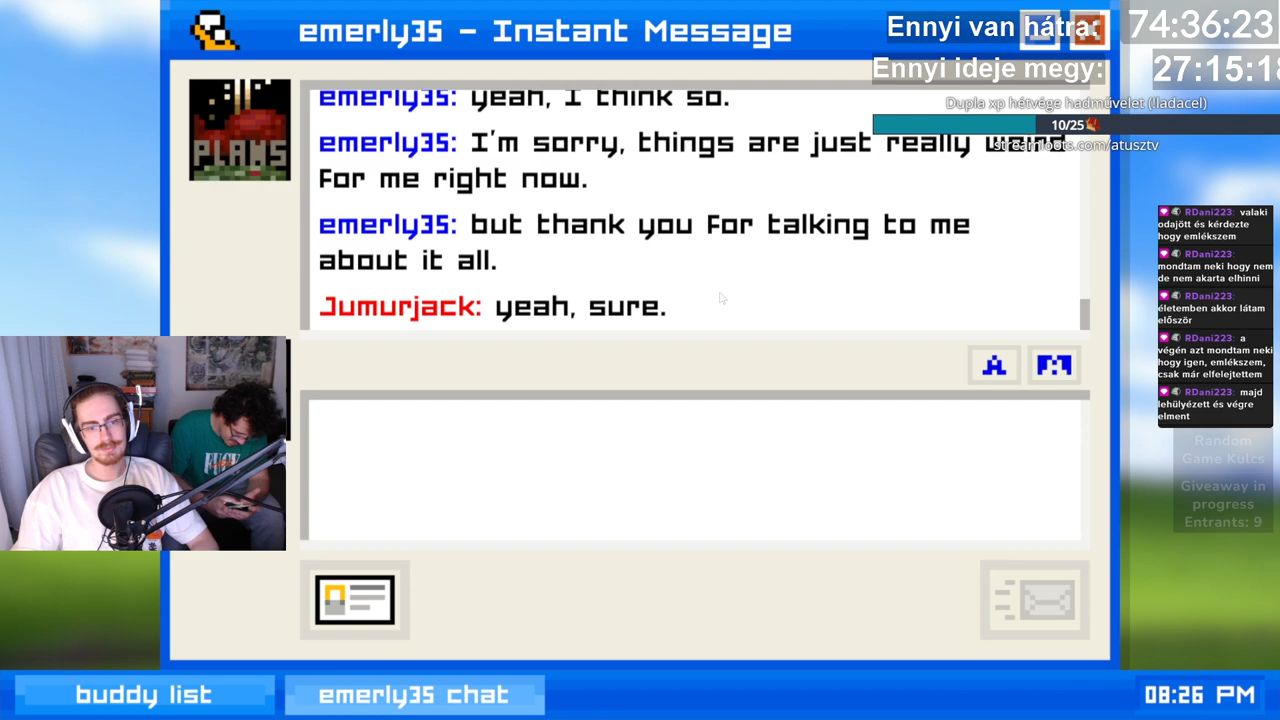 emerly35 - Instant Message
Ennyi van hátra:
74:36:23
Ennyi ideje megy:
27:15:18
Dupla xp hétvége hadművelet (!ladacel)
10/25
streamloots.com/atusztv
PLANS
emerly35: yeah, I think so.
emerly35: I'm sorry, things are just really weird
for me right now.
emerly35: but thank you for talking to me
about it all.
Jumurjack: yeah, sure.
A
RDani223: valaki
odajött és kérdezte
hogy emlékszem
RDani223:
mondtam neki hogy nem
de nem akarta elhinni
RDani223:
életemben akkor látam
először
RDani223: a
végén azt mondtam neki
hogy igen, emlékszem,
csak már elfelejtettem
RDani223: majd
lehülyézett és végre
elment
Random
Game Kulcs
Giveaway in
progress
Entrants: 9
buddy list
emerly35 chat
08:26 PM